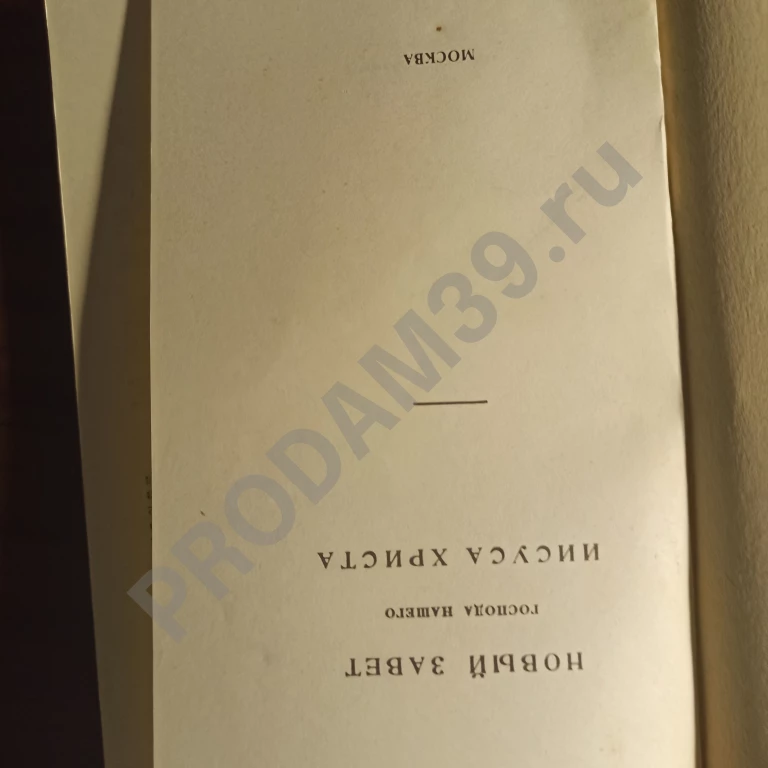 НОВЫЙ ЗАВЕТ
ГОСПОДА НАШЕГО
ИИСУСА ХРИСТА
МОСКВА
PRODAM39.ru